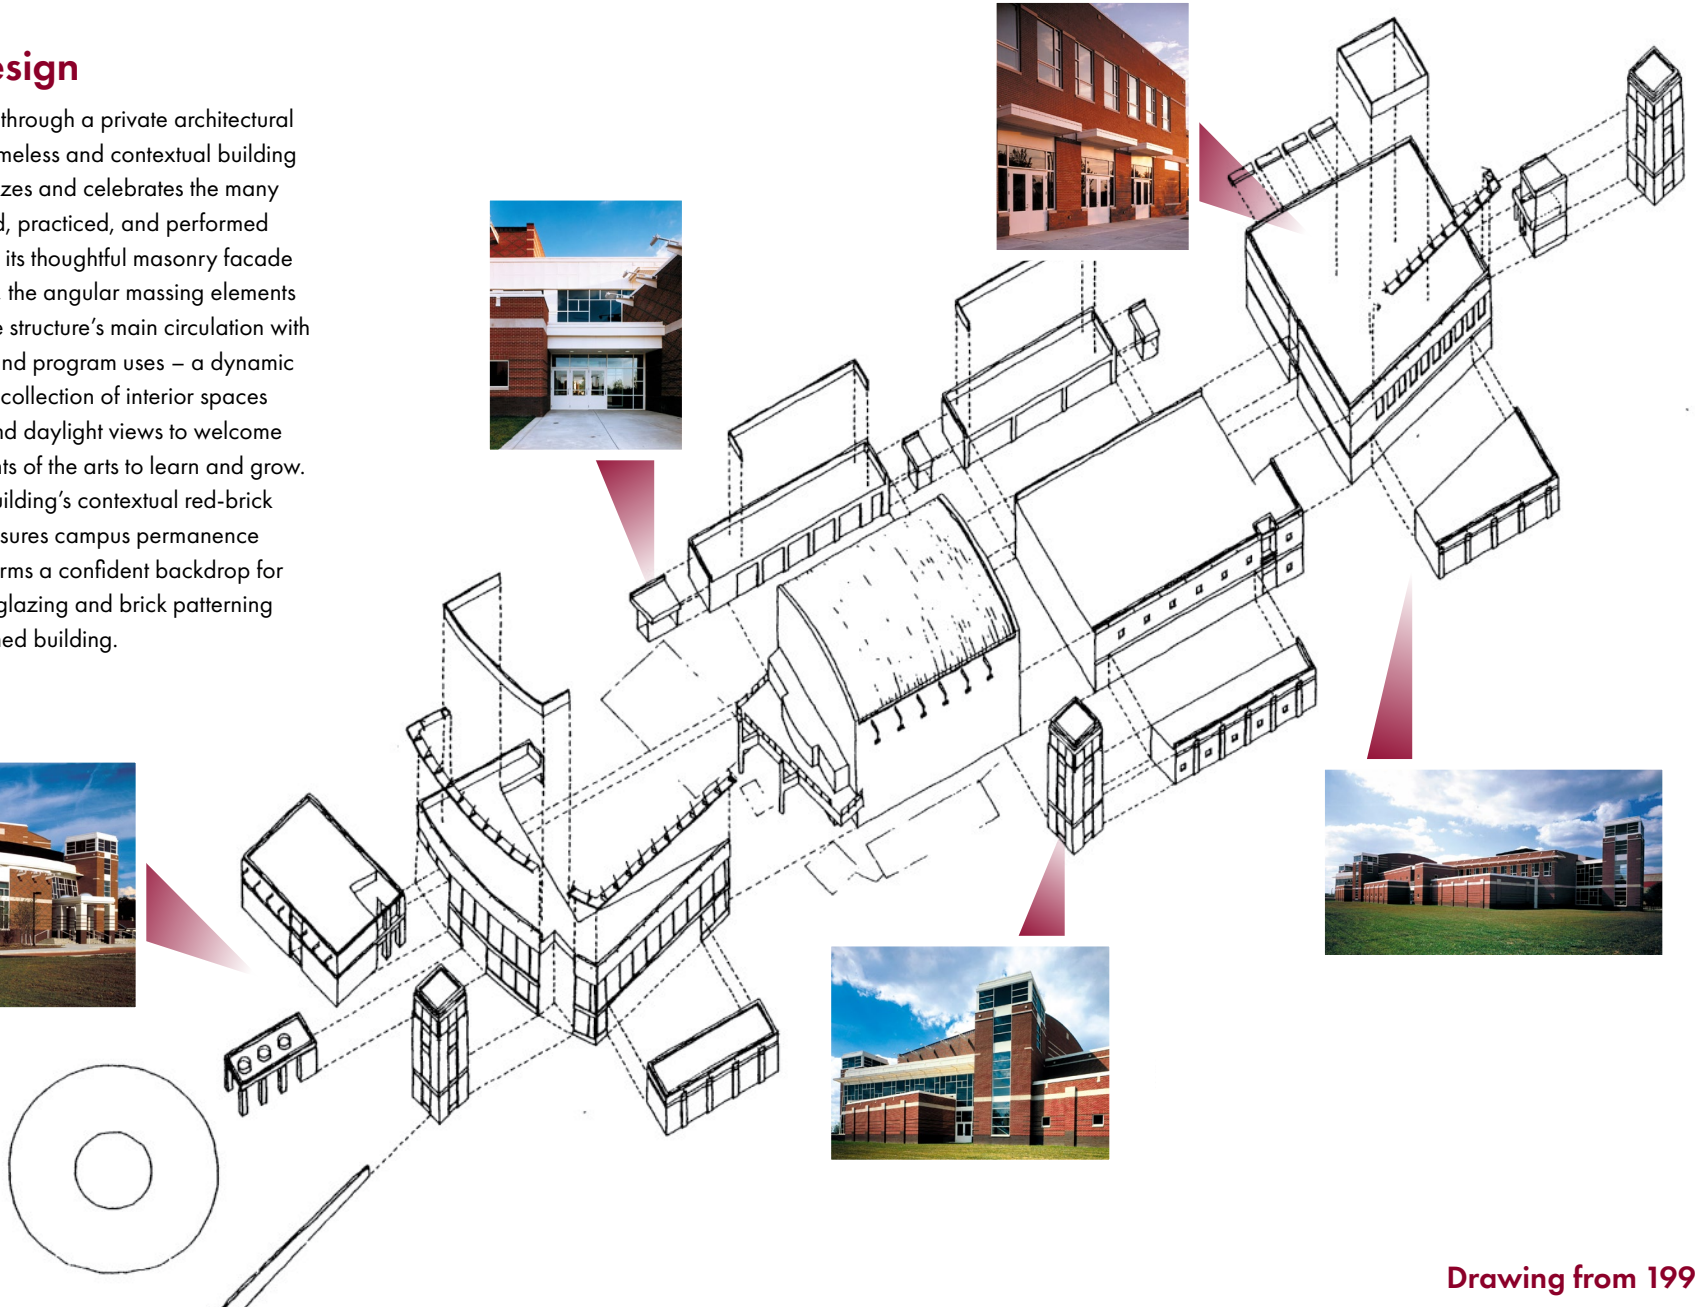 esign
through a private architectural
meless and contextual building
zes and celebrates the many
d, practiced, and performed
its thoughtful masonry facade
, the angular massing elements
e structure’s main circulation with
nd program uses – a dynamic
collection of interior spaces
nd daylight views to welcome
nts of the arts to learn and grow.
uilding’s contextual red-brick
sures campus permanence
rms a confident backdrop for
glazing and brick patterning
ned building.
Drawing from 199